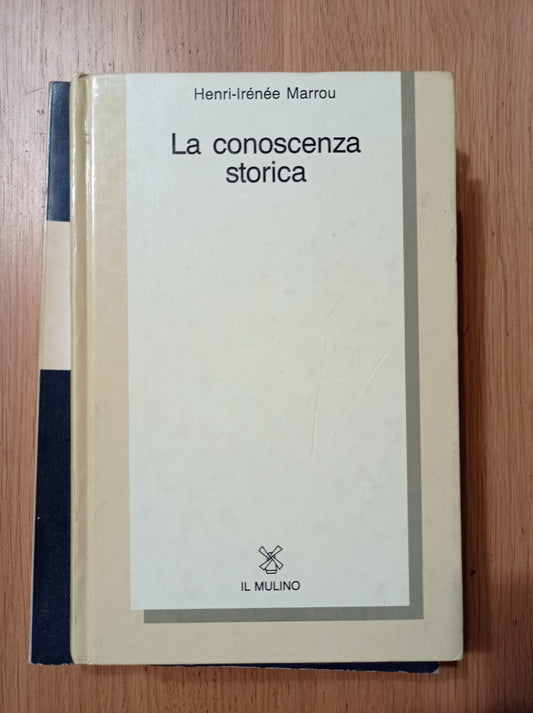 Henri-Irénée Marrou
La conoscenza
storica
IL MULINO